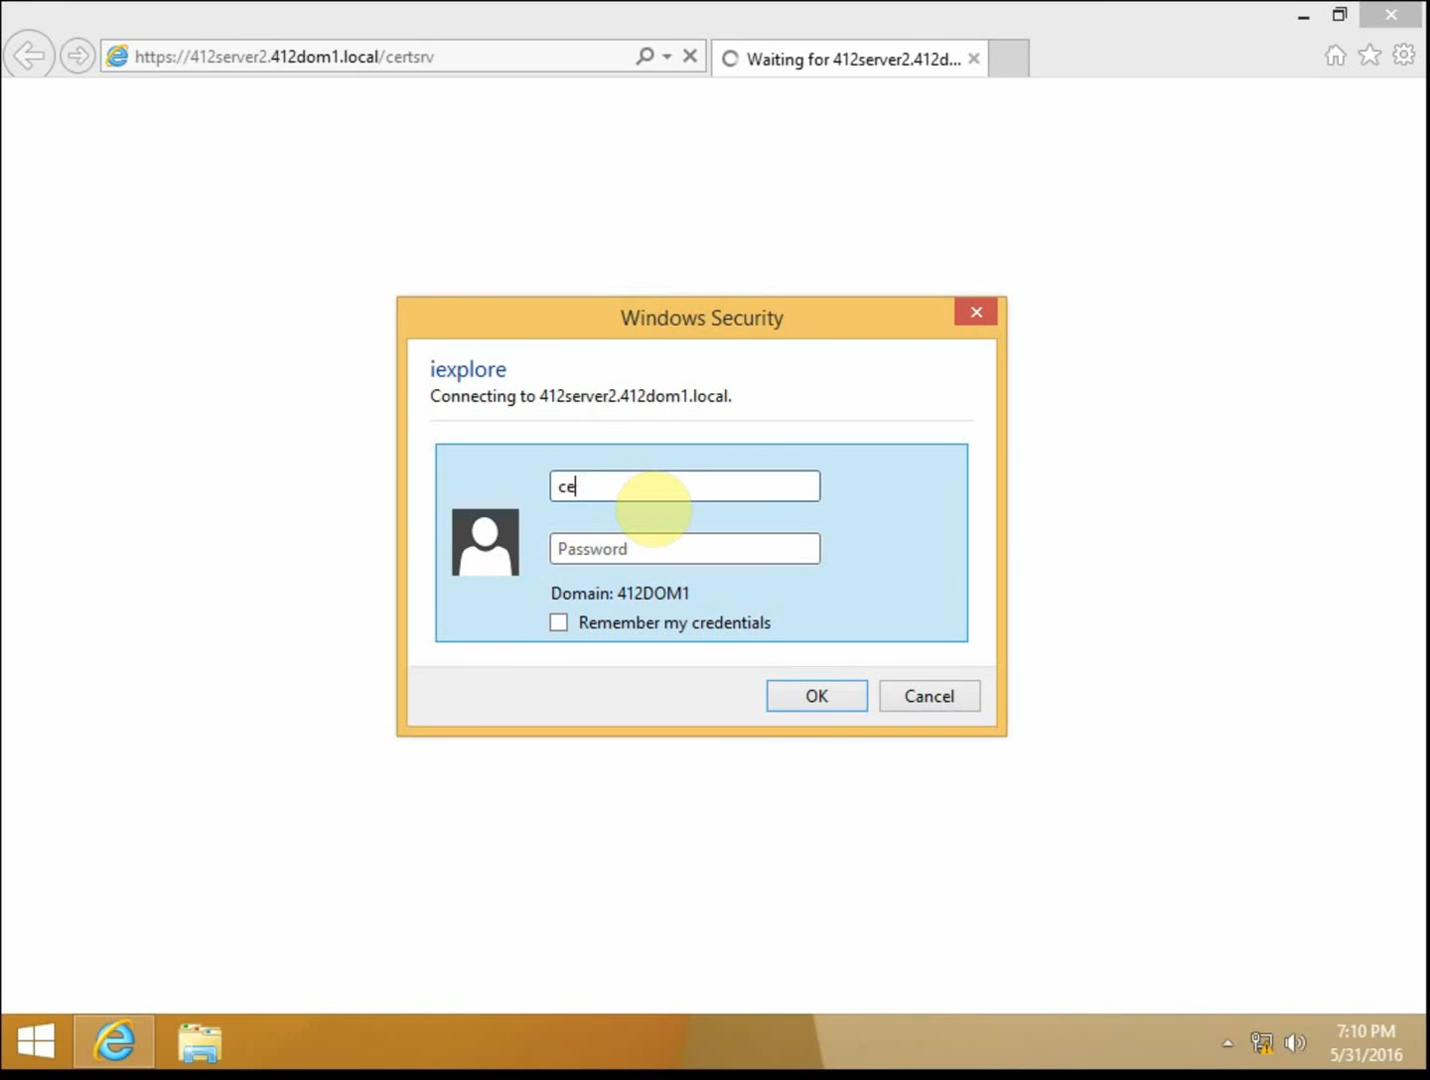 https://412server2.412dom1.local/certsrv
Waiting for 412server2.412d...
Windows Security
iexplore
Connecting to 412server2.412dom1.local.
ce
Password
Domain: 412DOM1
Remember my credentials
OK
Cancel
7:10 PM
5/31/2016